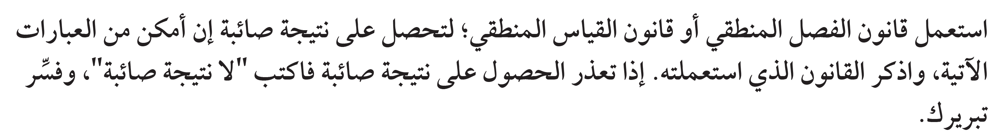 استعمل قانون الفصل المنطقي أو قانون القياس المنطقي؛ لتحصل على نتيجة صائبة إن أمكن من العبارات
الآتية، واذكر القانون الذي استعملته. إذا تعذر الحصول على نتيجة صائبة فاكتب "لا نتيجة صائبة"، وفسِّر
تبريرك.